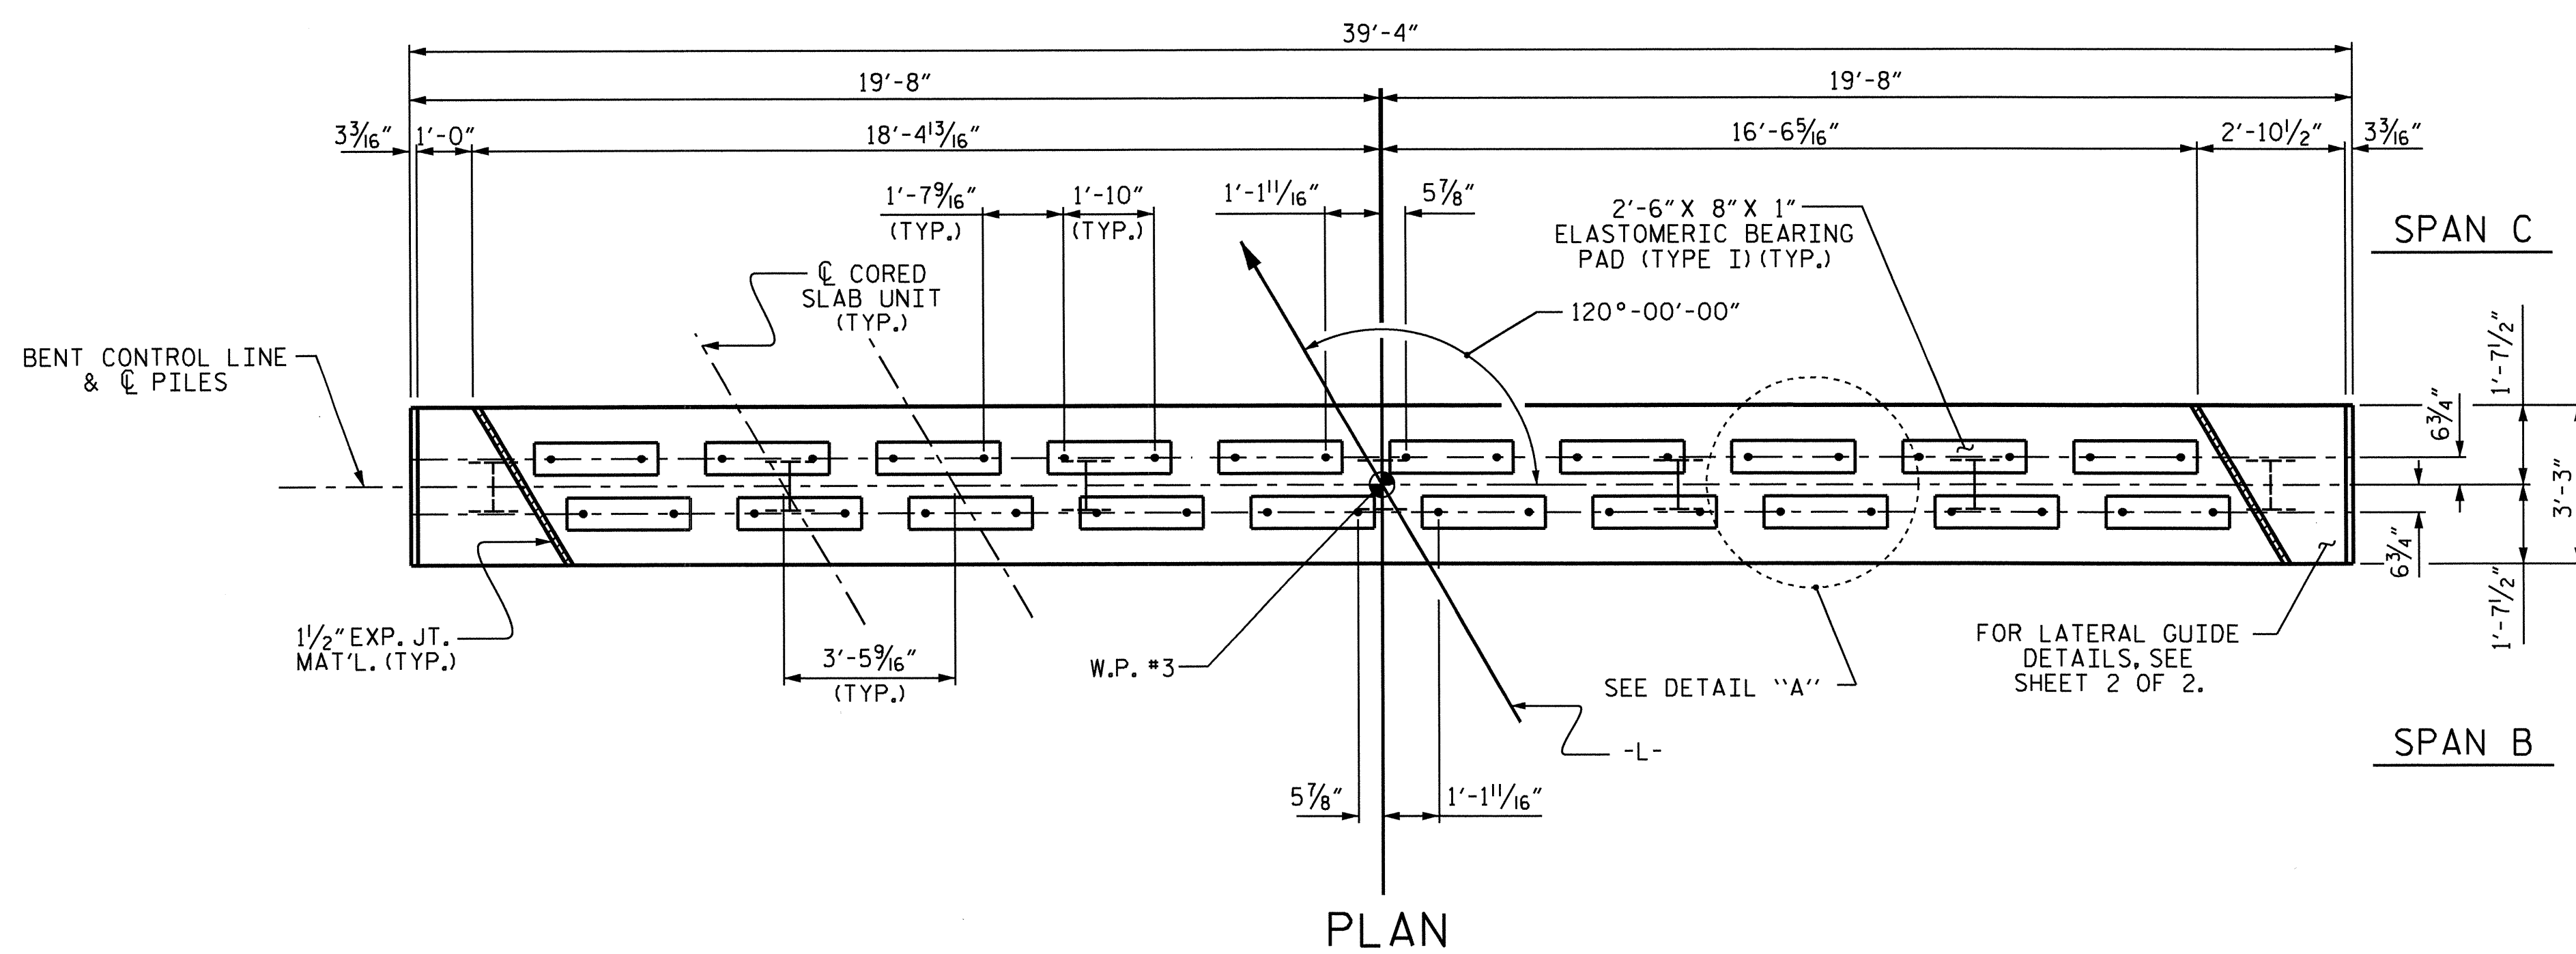 39'-4"
19'-8"
19'-8"
3 3/16"
1'-0"
18'-4 13/16"
16'-6 5/16"
2'-10 1/2"
3 3/16"
1'-7 9/16"
(TYP.)
1'-10"
(TYP.)
1'-1 11/16"
5 7/8"
2'-6" X 8" X 1"
ELASTOMERIC BEARING
PAD (TYPE I) (TYP.)
SPAN C
℄ CORED
SLAB UNIT
(TYP.)
120°-00'-00"
BENT CONTROL LINE
& ℄ PILES
1'-7 1/2"
6 3/4"
3'-3"
6 3/4"
1'-7 1/2"
1 1/2" EXP. JT.
MAT'L. (TYP.)
3'-5 9/16"
(TYP.)
W.P. #3
SEE DETAIL "A"
FOR LATERAL GUIDE
DETAILS, SEE
SHEET 2 OF 2.
-L-
SPAN B
5 7/8"
1'-1 11/16"
PLAN